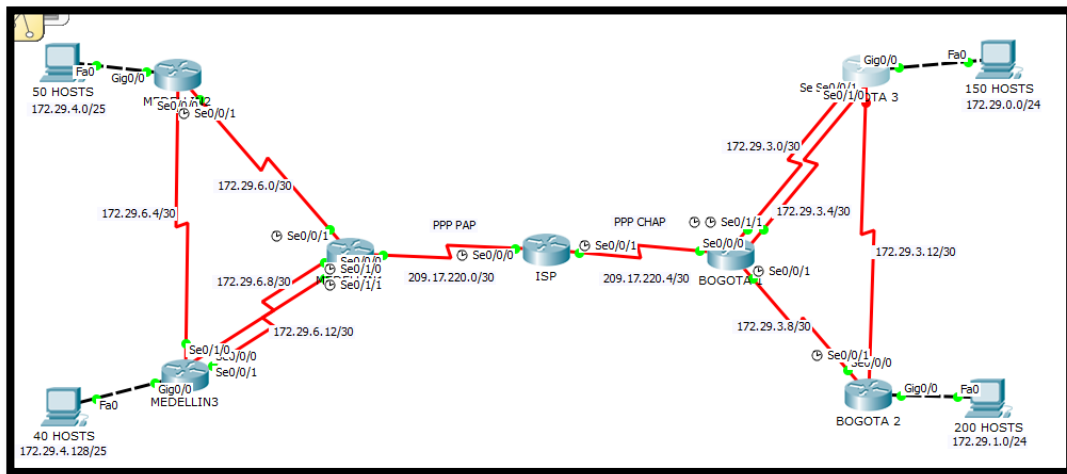 Fa0
Gig0/0
50 HOSTS
172.29.4.0/25
Se0/0/0
Se0/0/1
172.29.6.0/30
172.29.6.4/30
Se0/0/1
Se0/0/0
Se0/1/0
Se0/1/1
172.29.6.8/30
172.29.6.12/30
Se0/1/0
Se0/0/1
Gig0/0
MEDELLIN3
Fa0
40 HOSTS
172.29.4.128/25
PPP PAP
Se0/0/0
209.17.220.0/30
ISP
PPP CHAP
Se0/0/1
209.17.220.4/30
Gig0/0
Fa0
150 HOSTS
172.29.0.0/24
Se0/1/0
172.29.3.0/30
172.29.3.4/30
Se0/1/1
Se0/0/0
Se0/0/1
172.29.3.12/30
172.29.3.8/30
Se0/0/1
Gig0/0
Fa0
BOGOTA 2
200 HOSTS
172.29.1.0/24